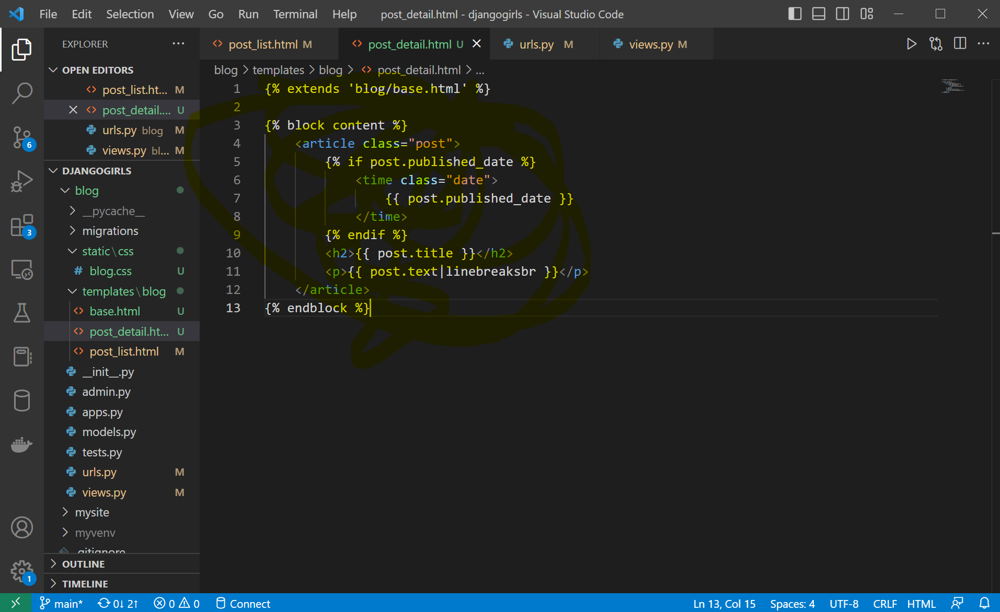 File Edit Selection View Go Run Terminal Help post_detail.html - djangogirls - Visual Studio Code
EXPLORER ...
OPEN EDITORS
post_list.ht... M
post_detail.... U
urls.py blog M
views.py bl... M
DJANGOGIRLS
blog
__pycache__
migrations
static\css
# blog.css U
templates\blog
base.html U
post_detail.ht... U
post_list.html M
__init__.py
admin.py
apps.py
models.py
tests.py
urls.py M
views.py M
mysite
myvenv
.gitignore
OUTLINE
TIMELINE
6
3
1
post_list.html M post_detail.html U urls.py M views.py M
blog > templates > blog > post_detail.html > ...
1 {% extends 'blog/base.html' %}
2
3 {% block content %}
4 <article class="post">
5 {% if post.published_date %}
6 <time class="date">
7 {{ post.published_date }}
8 </time>
9 {% endif %}
10 <h2>{{ post.title }}</h2>
11 <p>{{ post.text|linebreaksbr }}</p>
12 </article>
13 {% endblock %}
main* 0↓ 2↑ 0 0 Connect Ln 13, Col 15 Spaces: 4 UTF-8 CRLF HTML